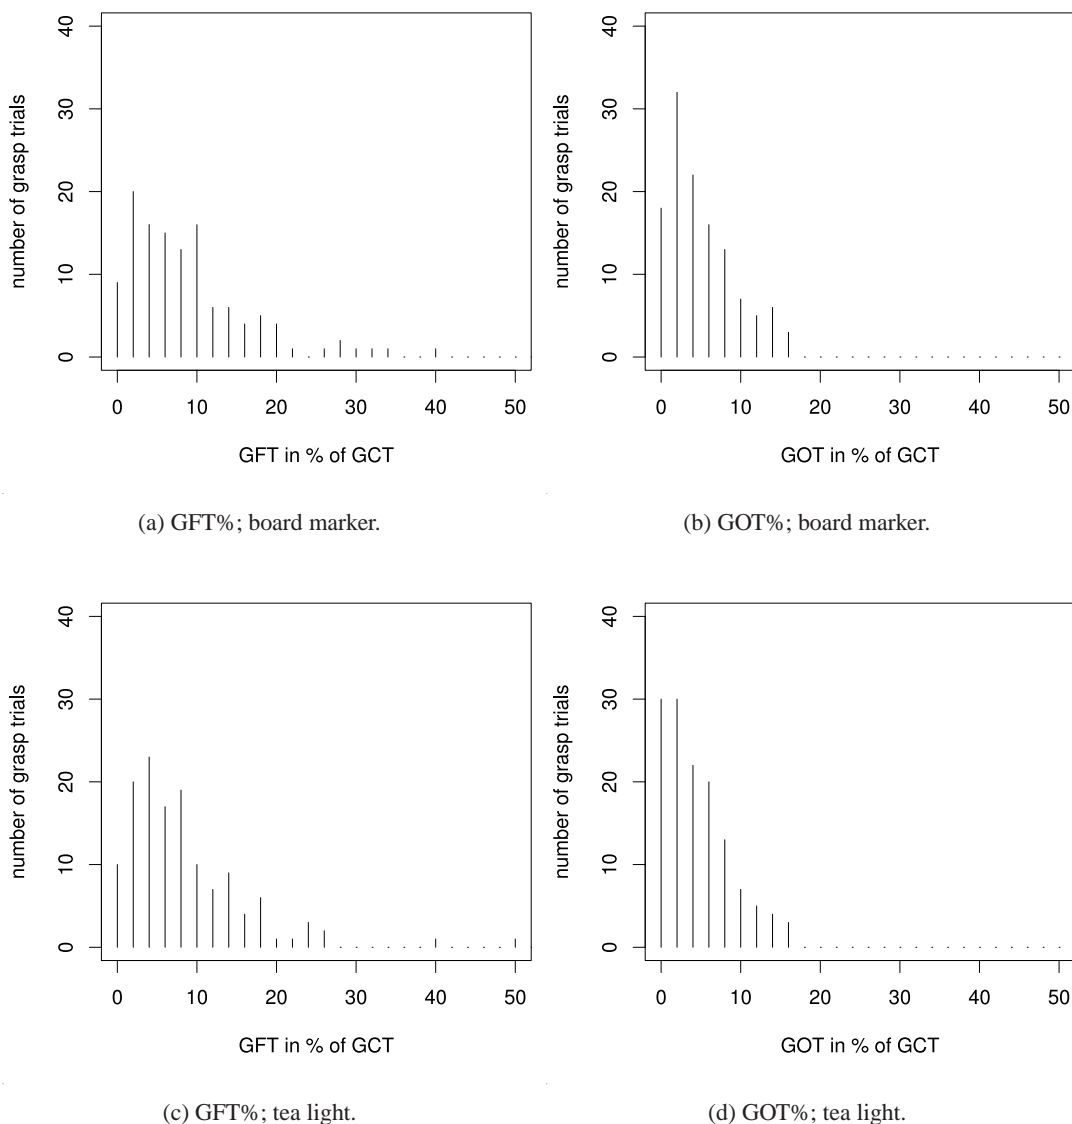 40
30
20
10
0
number of grasp trials
0 10 20 30 40 50
GFT in % of GCT
(a) GFT%; board marker.
40
30
20
10
0
number of grasp trials
0 10 20 30 40 50
GOT in % of GCT
(b) GOT%; board marker.
40
30
20
10
0
number of grasp trials
0 10 20 30 40 50
GFT in % of GCT
(c) GFT%; tea light.
40
30
20
10
0
number of grasp trials
0 10 20 30 40 50
GOT in % of GCT
(d) GOT%; tea light.